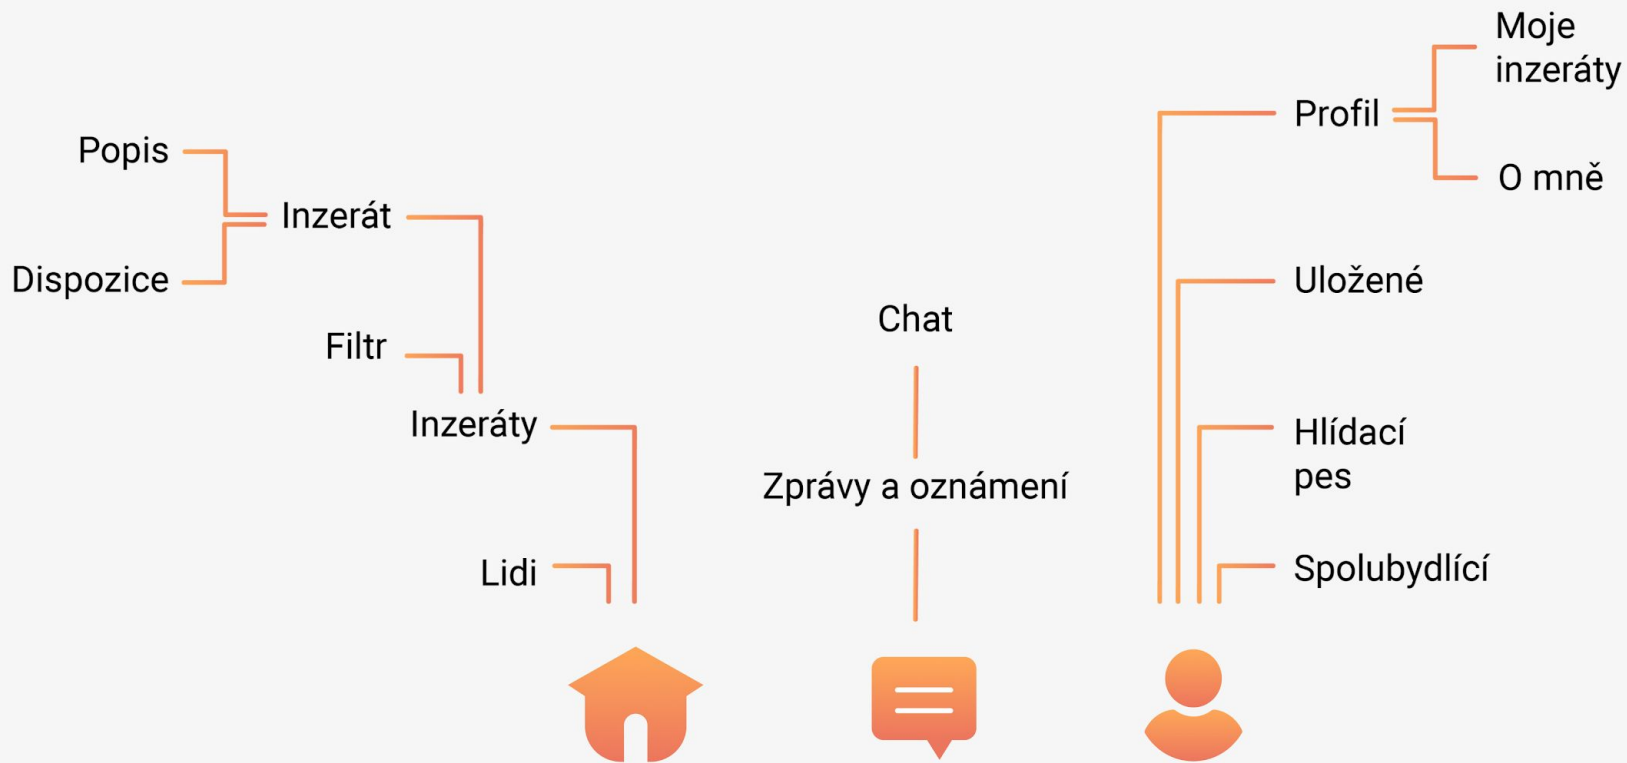 Popis
Inzerát
Dispozice
Filtr
Inzeráty
Lidi
Chat
Zprávy a oznámení
Moje
inzeráty
Profil
O mně
Uložené
Hlídací
pes
Spolubydlící